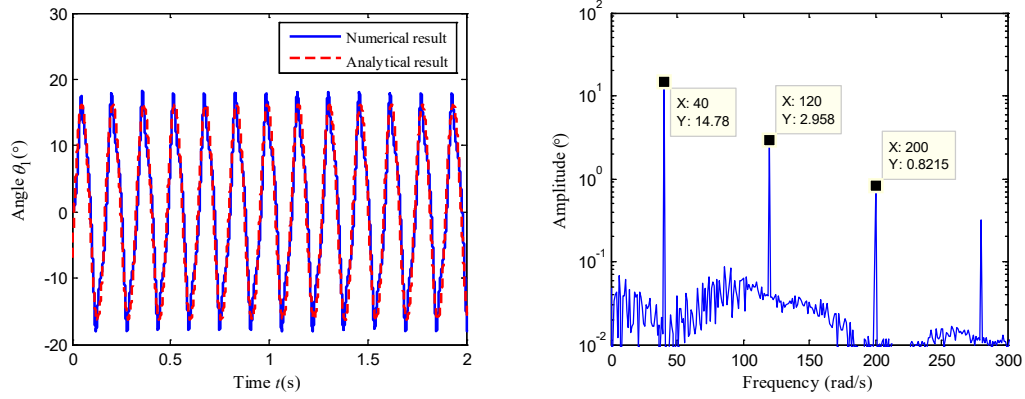 30
20
10
0
-10
-20
Angle θ1(°)
0
0.5
1
1.5
2
Time t(s)
Numerical result
Analytical result
10^2
10^1
10^0
10^-1
10^-2
Amplitude (°)
0
50
100
150
200
250
300
Frequency (rad/s)
X: 40
Y: 14.78
X: 120
Y: 2.958
X: 200
Y: 0.8215